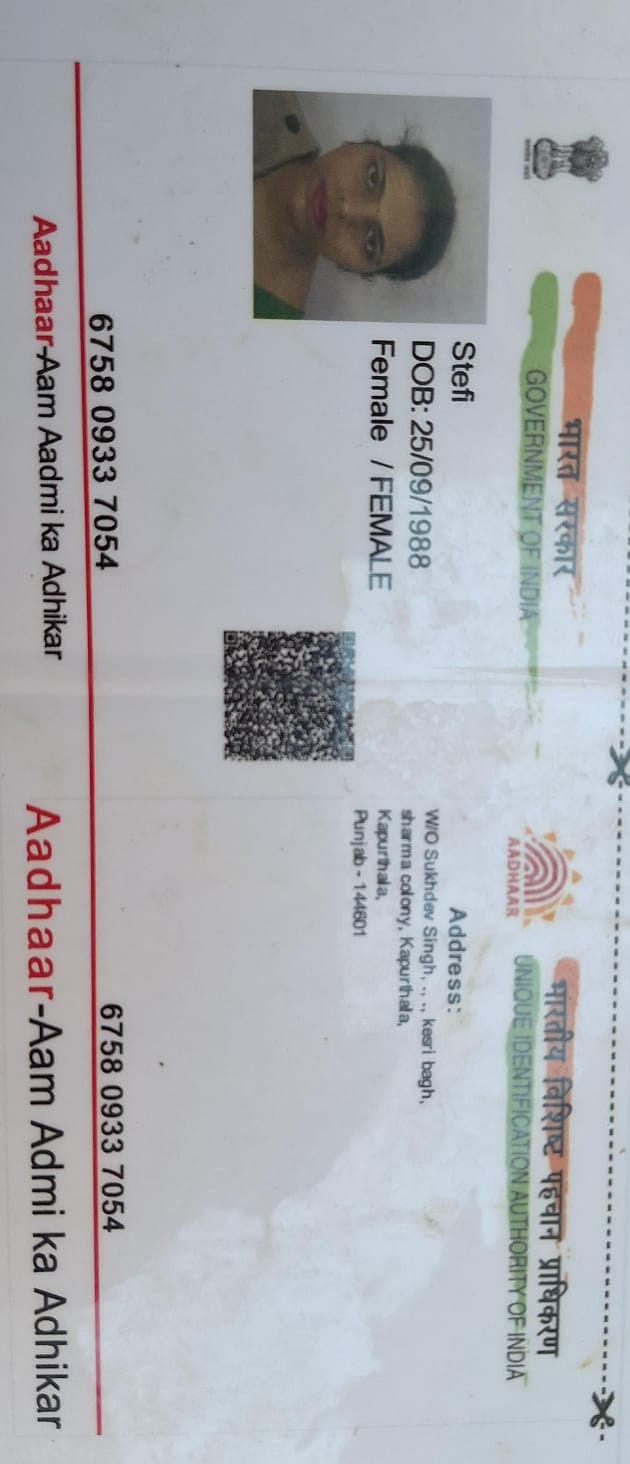 भारत सरकार
GOVERNMENT OF INDIA
Stefi
DOB: 25/09/1988
Female / FEMALE
6758 0933 7054
Aadhaar-Aam Aadmi ka Adhikar
भारतीय विशिष्ट पहचान प्राधिकरण
UNIQUE IDENTIFICATION AUTHORITY OF INDIA
AADHAAR
Address:
W/O Sukhdev Singh, ., ., kesri bagh,
sharma colony, Kapurthala,
Kapurthala,
Punjab - 144601
6758 0933 7054
Aadhaar-Aam Admi ka Adhikar